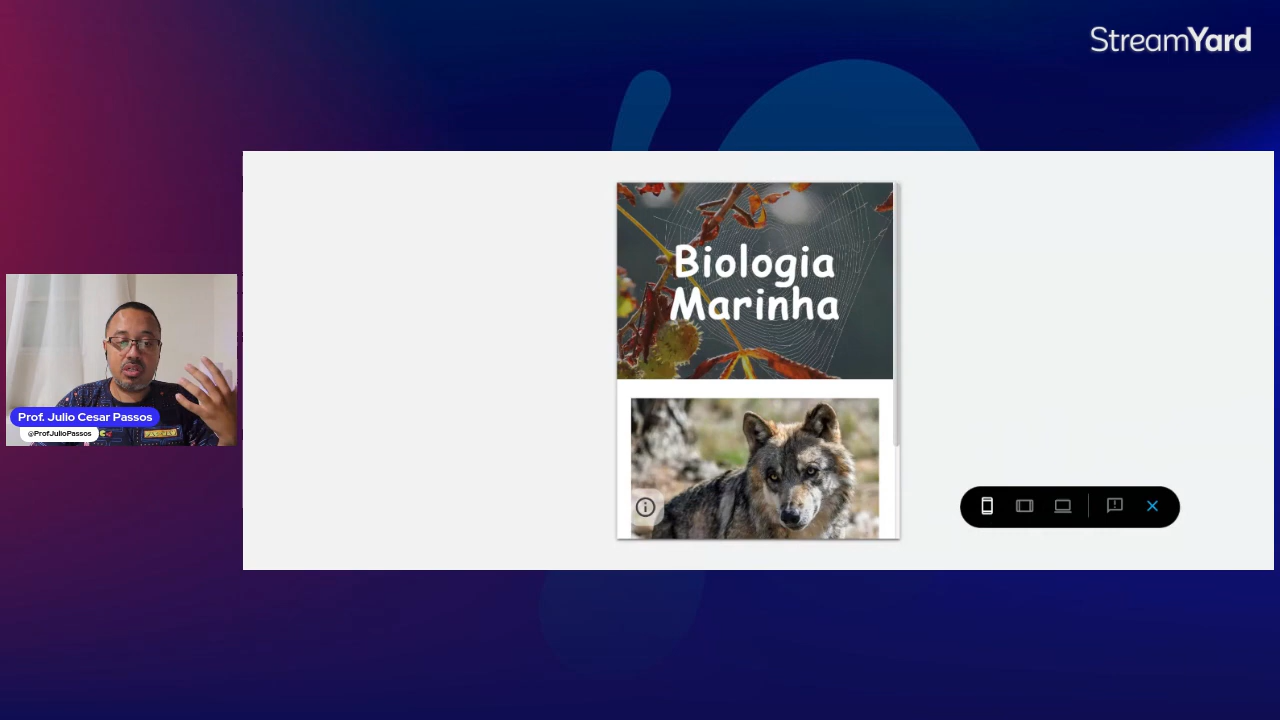 StreamYard
Biologia
Marinha
Prof. Julio Cesar Passos
@ProfJulioPassos